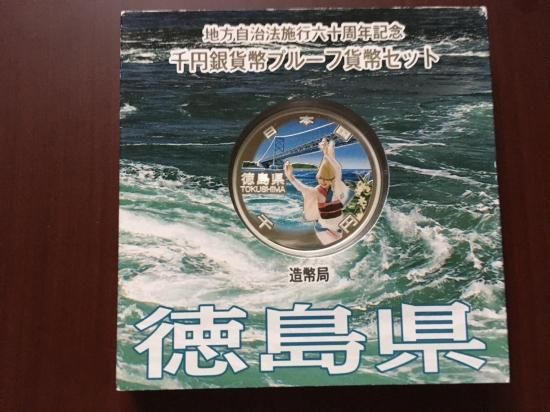 地方自治法施行六十周年記念
千円銀貨幣プルーフ貨幣セット
日本国
徳島県
TOKUSHIMA
千円
造幣局
徳島県